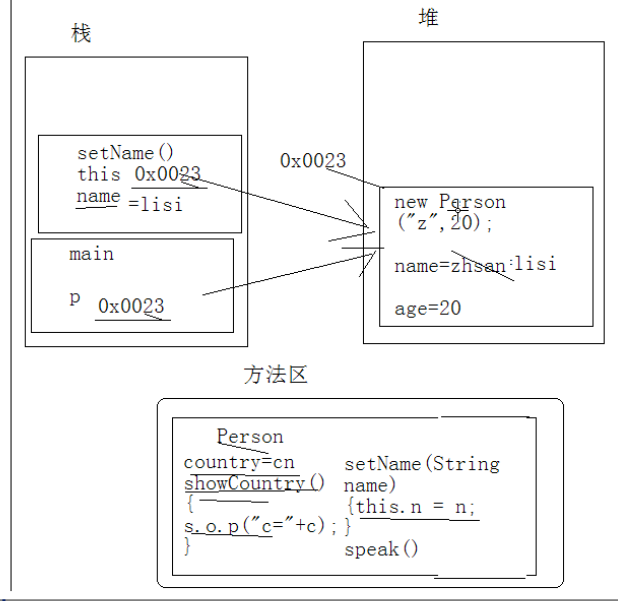 栈
堆
setName()
this 0x0023
name =lisi
main
p 0x0023
0x0023
new Person
("z",20);
name=zhsan lisi
age=20
方法区
Person
country=cn
showCountry()
{
s.o.p("c="+c);
}
setName(String
name)
{this.n = n;
}
speak()